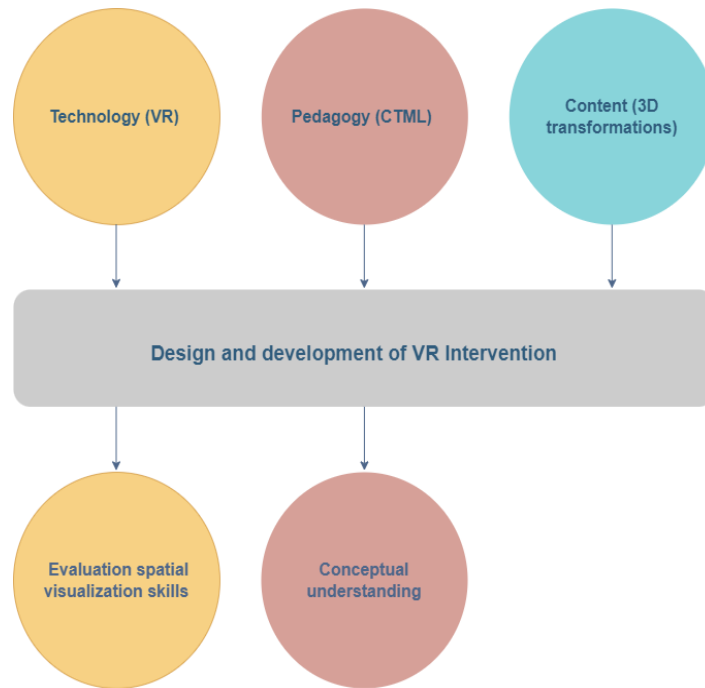 Technology (VR)
Pedagogy (CTML)
Content (3D
transformations)
Design and development of VR Intervention
Evaluation spatial
visualization skills
Conceptual
understanding